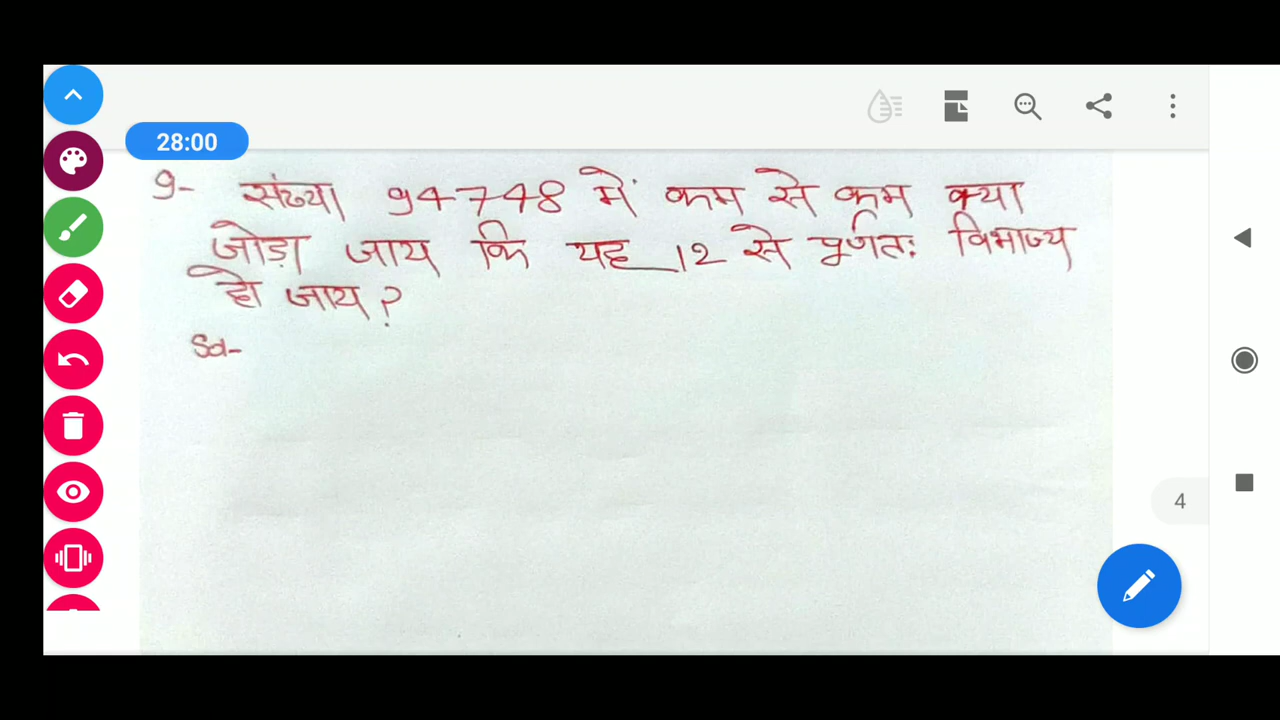 28:00
9- संख्या 94748 में कम से कम क्या
जोड़ा जाय कि यह 12 से पूर्णतः विभाज्य
हो जाय ?
Sol-
4